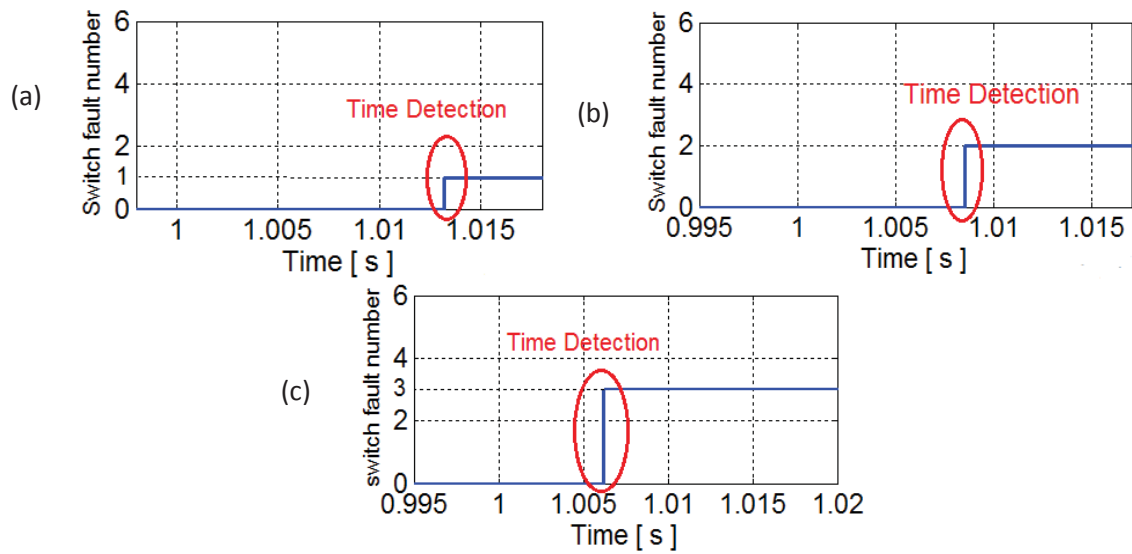 (a)
Switch fault number
6
4
2
1
0
Time Detection
1 1.005 1.01 1.015
Time [ s ]
(b)
Switch fault number
6
4
2
0
Time Detection
0.995 1 1.005 1.01 1.015
Time [ s ]
(c)
switch fault number
6
4
3
2
0
Time Detection
0.995 1 1.005 1.01 1.015 1.02
Time [ s ]